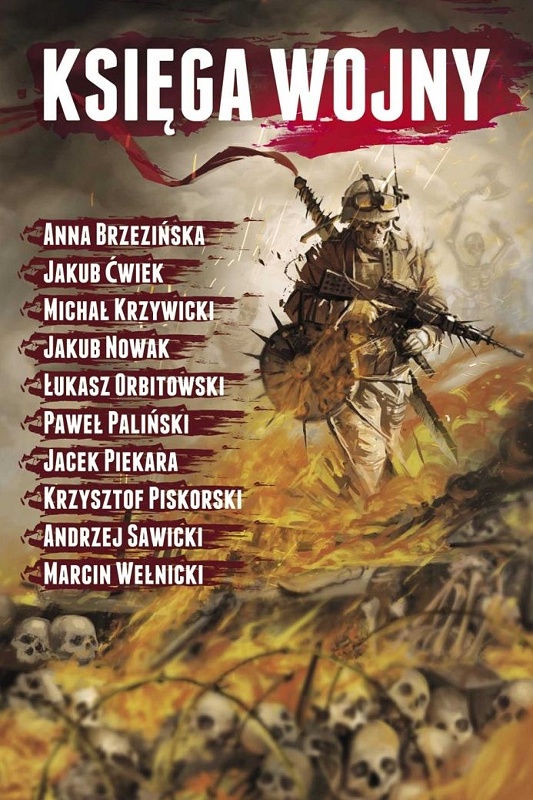 KSIĘGA WOJNY
ANNA BRZEZIŃSKA
JAKUB ĆWIEK
MICHAŁ KRZYWICKI
JAKUB NOWAK
ŁUKASZ ORBITOWSKI
PAWEŁ PALIŃSKI
JACEK PIEKARA
KRZYSZTOF PISKORSKI
ANDRZEJ SAWICKI
MARCIN WEŁNICKI